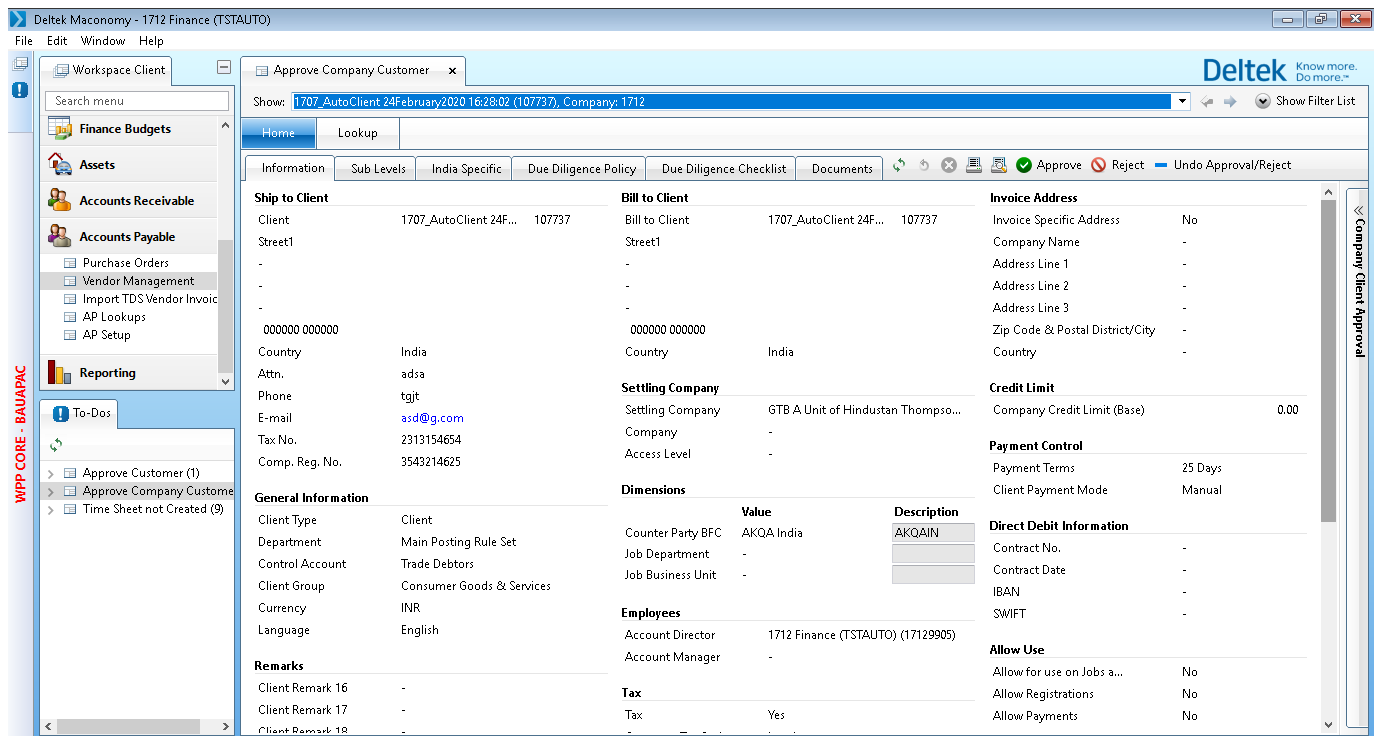 Deltek Maconomy - 1712 Finance (TSTAUTO)
File Edit Window Help
WPP CORE - BAUAPAC
Workspace Client
Search menu
Finance Budgets
Assets
Accounts Receivable
Accounts Payable
Purchase Orders
Vendor Management
Import TDS Vendor Invoic
AP Lookups
AP Setup
Reporting
To-Dos
Approve Customer (1)
Approve Company Custome
Time Sheet not Created (9)
Approve Company Customer x
Deltek Know more. Do more.™
Show: 1707_AutoClient 24February2020 16:28:02 (107737), Company: 1712
Show Filter List
Home Lookup
Information Sub Levels India Specific Due Diligence Policy Due Diligence Checklist Documents Approve Reject Undo Approval/Reject
Ship to Client
Client 1707_AutoClient 24F... 107737
Street1
-
-
-
000000 000000
Country India
Attn. adsa
Phone tgjt
E-mail asd@g.com
Tax No. 2313154654
Comp. Reg. No. 3543214625
General Information
Client Type Client
Department Main Posting Rule Set
Control Account Trade Debtors
Client Group Consumer Goods & Services
Currency INR
Language English
Remarks
Client Remark 16 -
Client Remark 17 -
Client Remark 18 -
Bill to Client
Bill to Client 1707_AutoClient 24F... 107737
Street1
-
-
-
000000 000000
Country India
Settling Company
Settling Company GTB A Unit of Hindustan Thompso...
Company -
Access Level -
Dimensions
Value Description
Counter Party BFC AKQA India AKQAIN
Job Department -
Job Business Unit -
Employees
Account Director 1712 Finance (TSTAUTO) (17129905)
Account Manager -
Tax
Tax Yes
Invoice Address
Invoice Specific Address No
Company Name -
Address Line 1 -
Address Line 2 -
Address Line 3 -
Zip Code & Postal District/City -
Country -
Credit Limit
Company Credit Limit (Base) 0.00
Payment Control
Payment Terms 25 Days
Client Payment Mode Manual
Direct Debit Information
Contract No. -
Contract Date -
IBAN -
SWIFT -
Allow Use
Allow for use on Jobs a... No
Allow Registrations No
Allow Payments No
Company Client Approval